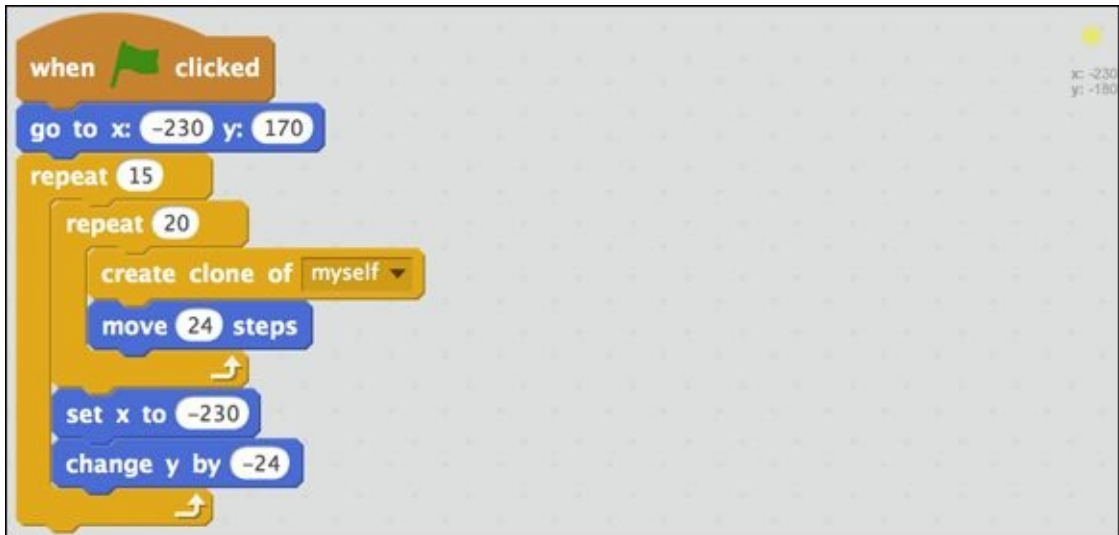 when clicked
go to x: -230 y: 170
repeat 15
repeat 20
create clone of myself
move 24 steps
set x to -230
change y by -24
x: -230
y: -180